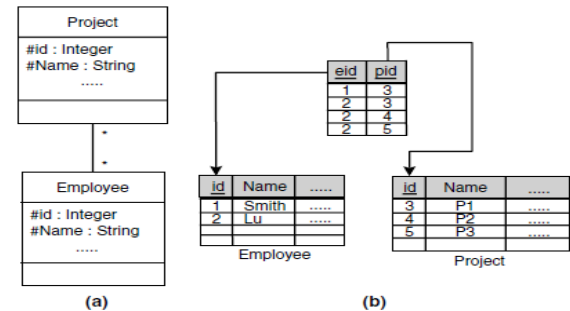 Project
#id : Integer
#Name : String
.....
*
*
Employee
#id : Integer
#Name : String
.....
(a)
eid pid
1 3
2 3
2 4
2 5
id Name .....
1 Smith .....
2 Lu .....
Employee
id Name .....
3 P1 .....
4 P2 .....
5 P3 .....
Project
(b)